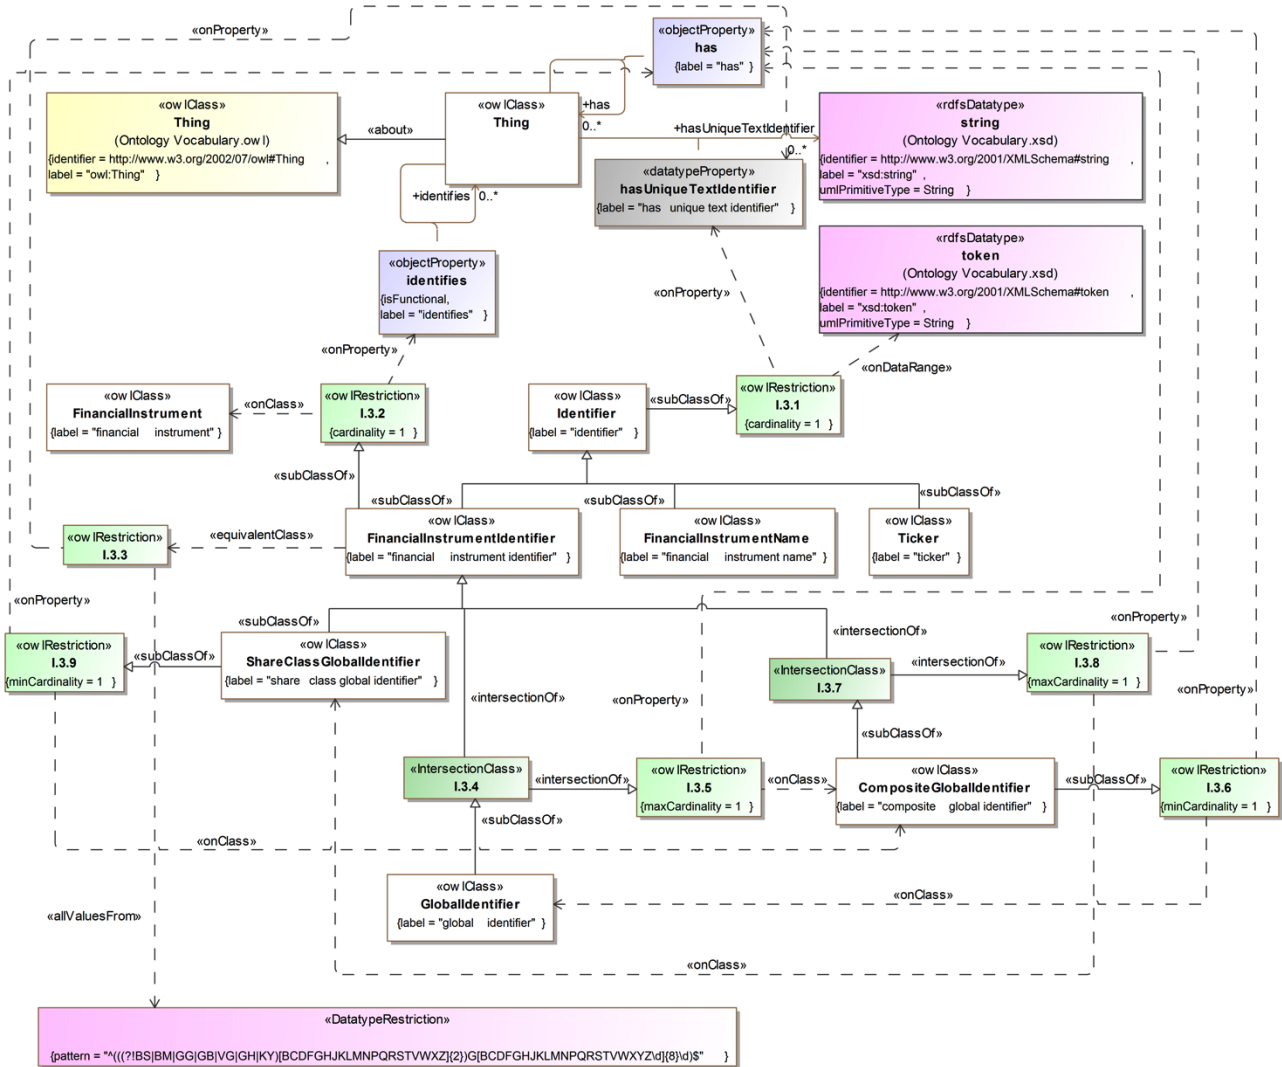 «onProperty»
«objectProperty»
has
{label = "has" }
«owlClass»
Thing
(Ontology Vocabulary.owl)
{identifier = http://www.w3.org/2002/07/owl#Thing ,
label = "owl:Thing" }
«about»
«owlClass»
Thing
+has
0..*
+hasUniqueTextIdentifier
0..*
«rdfsDatatype»
string
(Ontology Vocabulary.xsd)
{identifier = http://www.w3.org/2001/XMLSchema#string ,
label = "xsd:string" ,
umlPrimitiveType = String }
+identifies
0..*
«datatypeProperty»
hasUniqueTextIdentifier
{label = "has unique text identifier" }
«objectProperty»
identifies
{isFunctional,
label = "identifies" }
«rdfsDatatype»
token
(Ontology Vocabulary.xsd)
{identifier = http://www.w3.org/2001/XMLSchema#token ,
label = "xsd:token" ,
umlPrimitiveType = String }
«onProperty»
«onProperty»
«onDataRange»
«owlClass»
FinancialInstrument
{label = "financial instrument" }
«onClass»
«owlRestriction»
I.3.2
{cardinality = 1 }
«owlClass»
Identifier
{label = "identifier" }
«subClassOf»
«owlRestriction»
I.3.1
{cardinality = 1 }
«subClassOf»
«subClassOf»
«subClassOf»
«subClassOf»
«owlRestriction»
I.3.3
«equivalentClass»
«owlClass»
FinancialInstrumentIdentifier
{label = "financial instrument identifier" }
«owlClass»
FinancialInstrumentName
{label = "financial instrument name" }
«owlClass»
Ticker
{label = "ticker" }
«onProperty»
«subClassOf»
«intersectionOf»
«onProperty»
«owlRestriction»
I.3.9
{minCardinality = 1 }
«subClassOf»
«owlClass»
ShareClassGlobalIdentifier
{label = "share class global identifier" }
«intersectionOf»
«onProperty»
«IntersectionClass»
I.3.7
«intersectionOf»
«owlRestriction»
I.3.8
{maxCardinality = 1 }
«onProperty»
«subClassOf»
«IntersectionClass»
I.3.4
«intersectionOf»
«owlRestriction»
I.3.5
{maxCardinality = 1 }
«onClass»
«owlClass»
CompositeGlobalIdentifier
{label = "composite global identifier" }
«subClassOf»
«owlRestriction»
I.3.6
{minCardinality = 1 }
«subClassOf»
«onClass»
«owlClass»
GlobalIdentifier
{label = "global identifier" }
«onClass»
«allValuesFrom»
«onClass»
«DatatypeRestriction»
{pattern = "^(((?!BS|BM|GG|GB|VG|GH|KY)[BCDFGHJKLMNPQRSTVWXZ]{2})G[BCDFGHJKLMNPQRSTVWXYZ\d]{8}\d)$" }